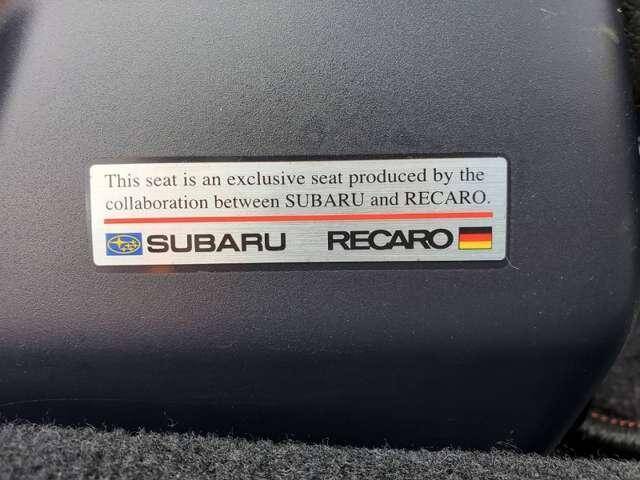 This seat is an exclusive seat produced by the
collaboration between SUBARU and RECARO.
SUBARU RECARO